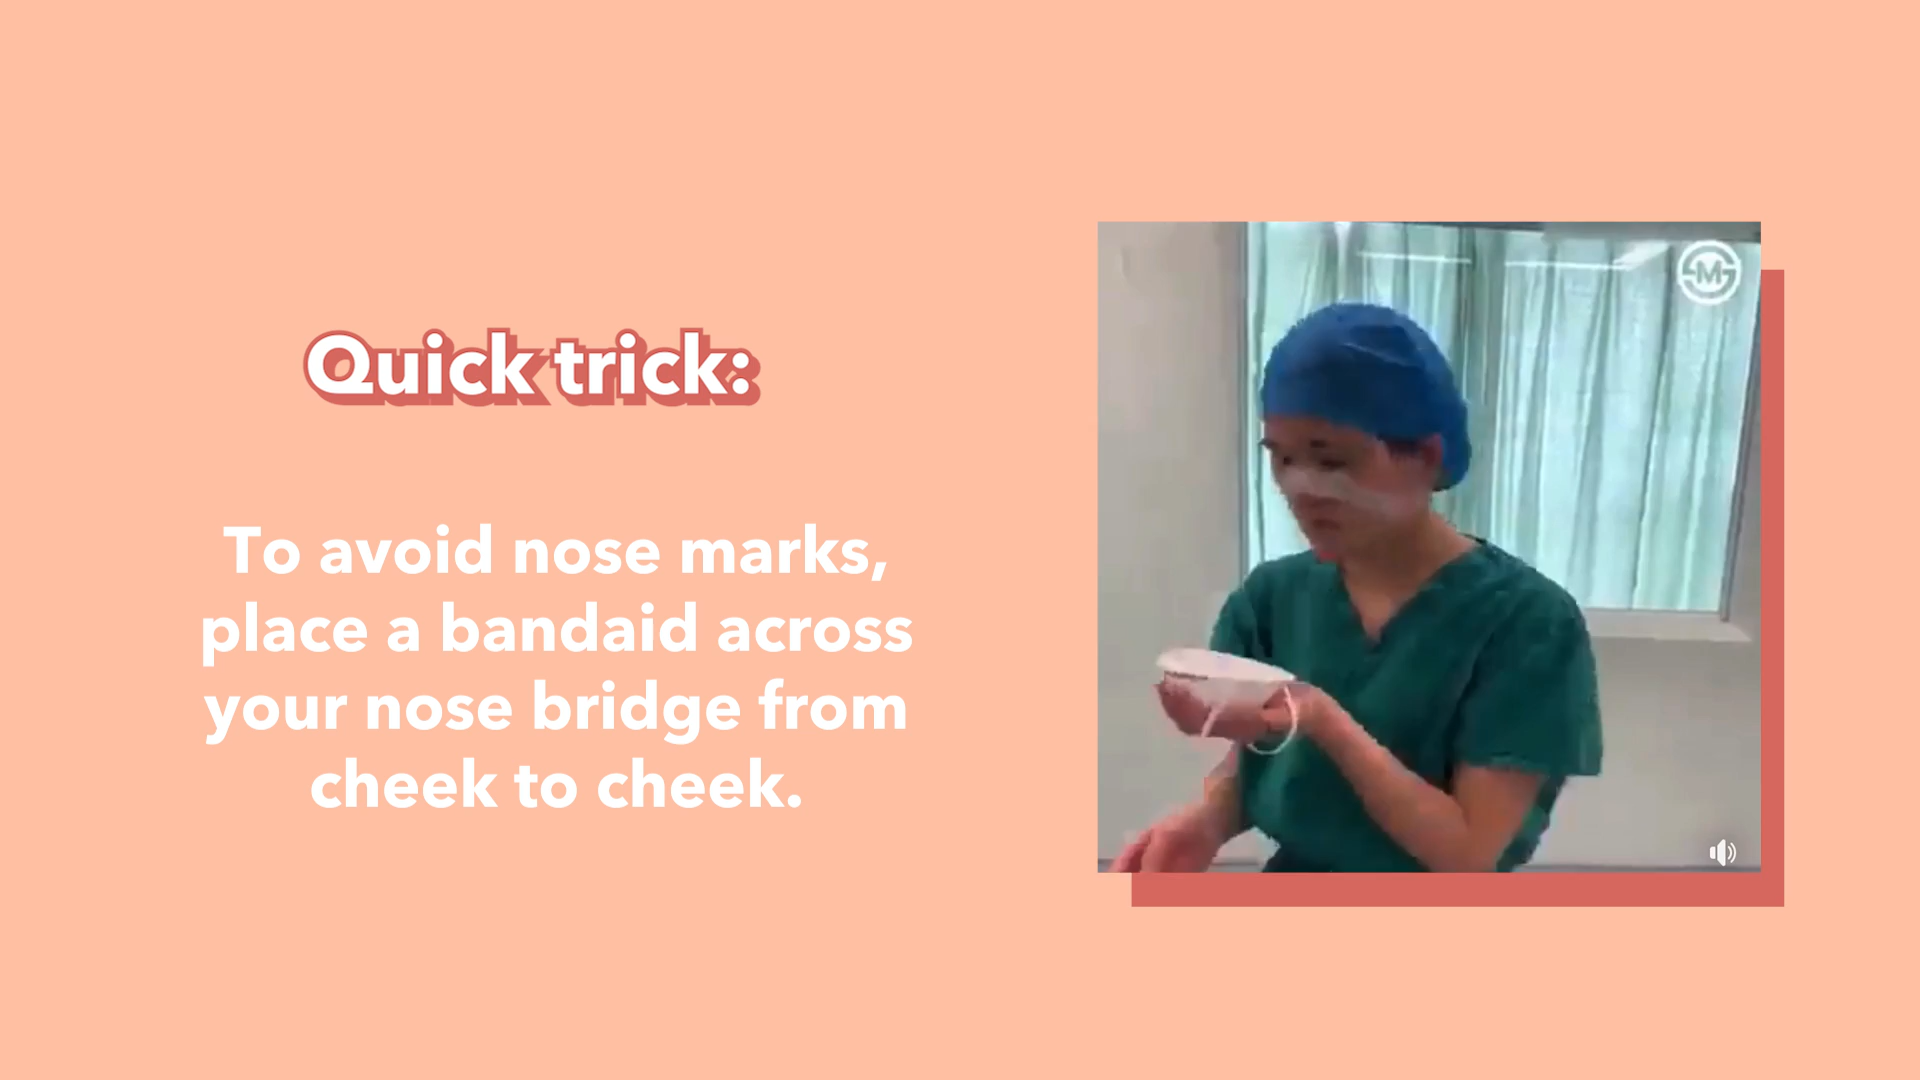 Quick trick:
To avoid nose marks,
place a bandaid across
your nose bridge from
cheek to cheek.
M